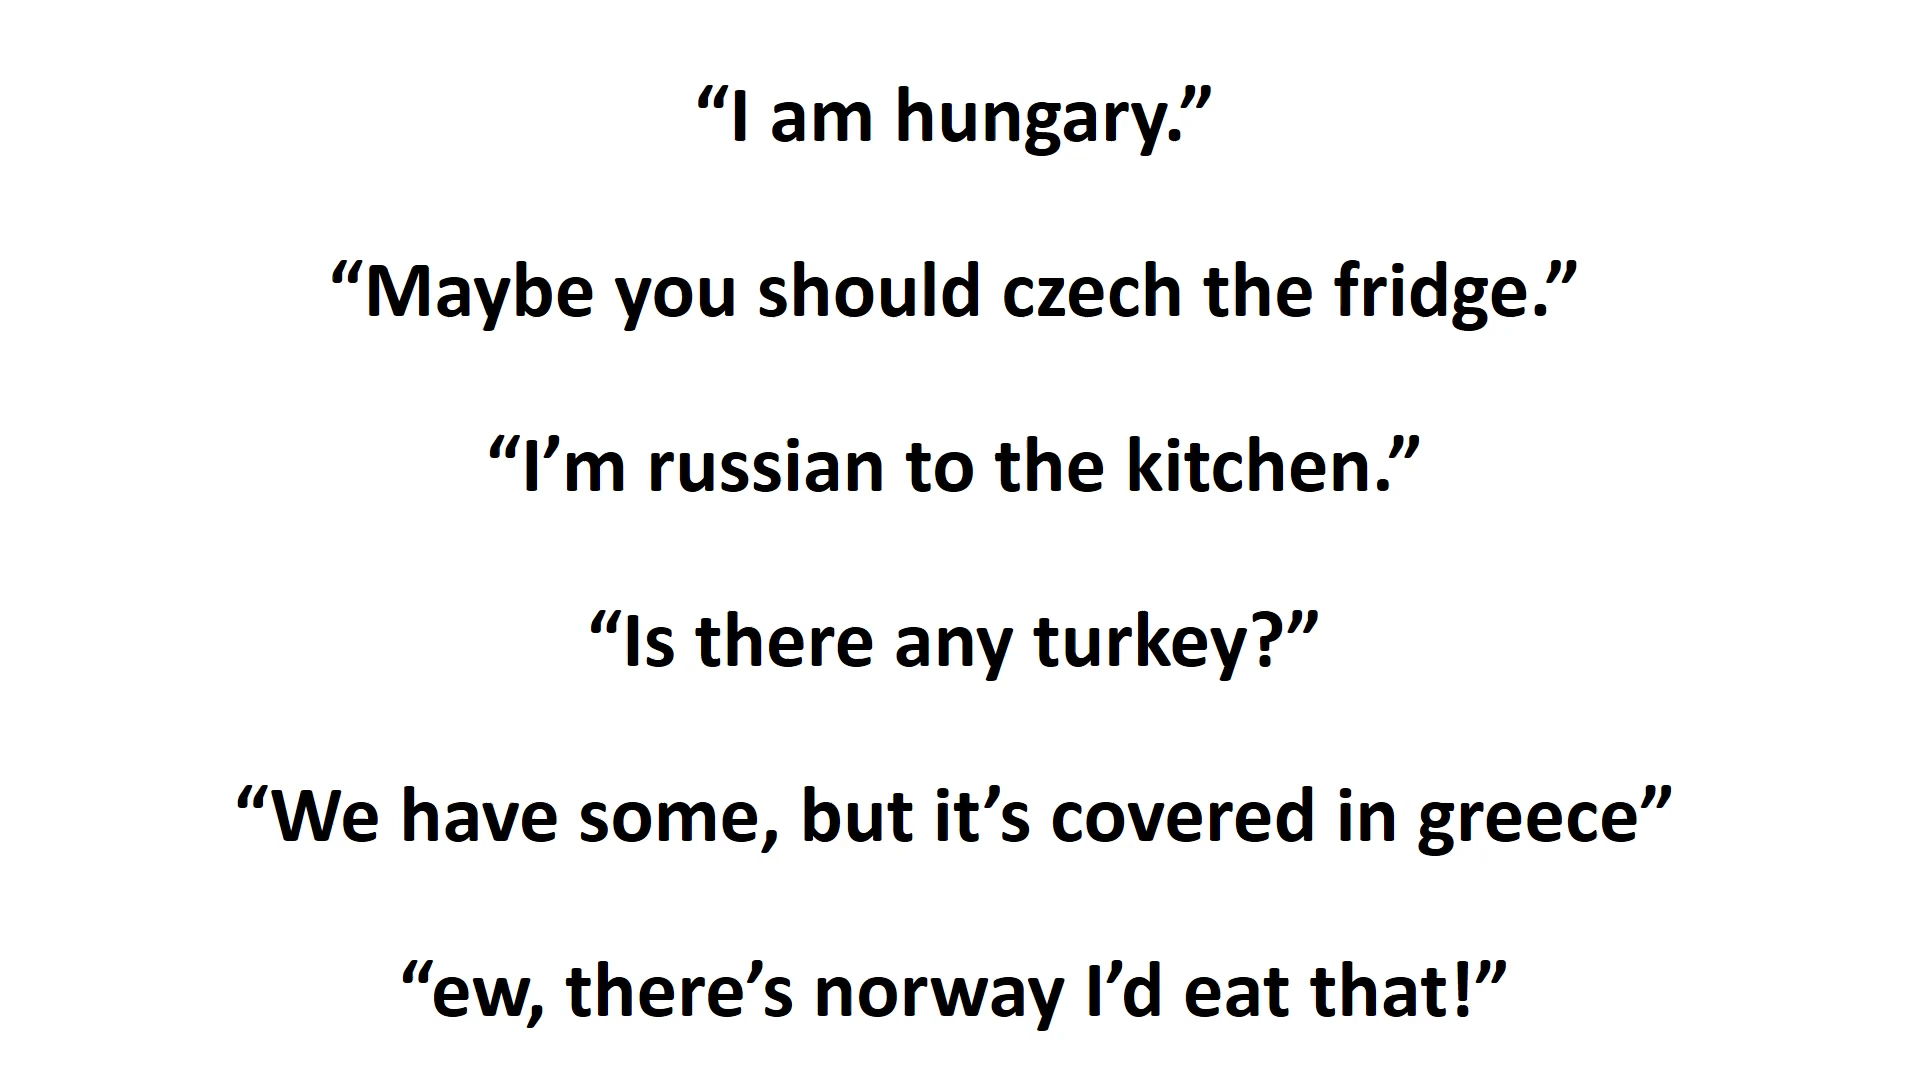 “I am hungary.”
“Maybe you should czech the fridge.”
“I’m russian to the kitchen.”
“Is there any turkey?”
“We have some, but it’s covered in greece”
“ew, there’s norway I’d eat that!”